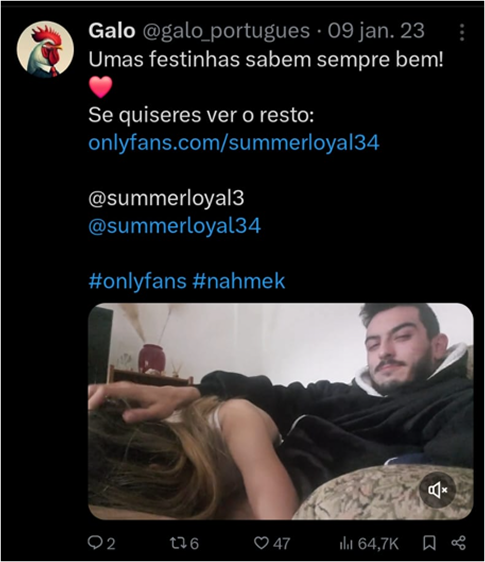 Galo @galo_portugues · 09 jan. 23
Umas festinhas sabem sempre bem!
❤️
Se quiseres ver o resto:
onlyfans.com/summerloyal34
@summerloyal3
@summerloyal34
#onlyfans #nahmek
2 6 47 64,7K